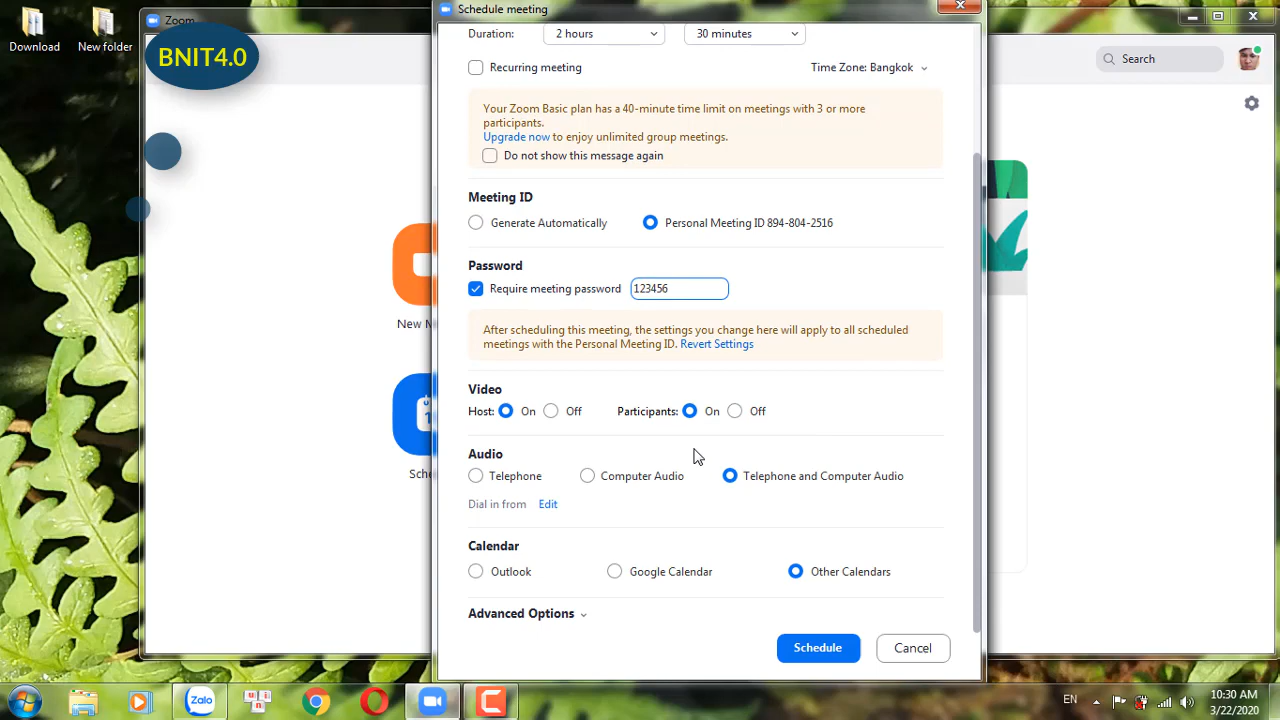 Download
New folder
Zoom
BNIT4.0
Schedule meeting
Search
Duration:
2 hours
30 minutes
Recurring meeting
Time Zone: Bangkok
Your Zoom Basic plan has a 40-minute time limit on meetings with 3 or more
participants.
Upgrade now to enjoy unlimited group meetings.
Do not show this message again
Meeting ID
Generate Automatically
Personal Meeting ID 894-804-2516
Password
Require meeting password
123456
After scheduling this meeting, the settings you change here will apply to all scheduled
meetings with the Personal Meeting ID. Revert Settings
Video
Host: On Off Participants: On Off
Audio
Telephone
Computer Audio
Telephone and Computer Audio
Dial in from Edit
Calendar
Outlook
Google Calendar
Other Calendars
Advanced Options
Schedule
Cancel
New
Sche
Zalo
EN
10:30 AM
3/22/2020